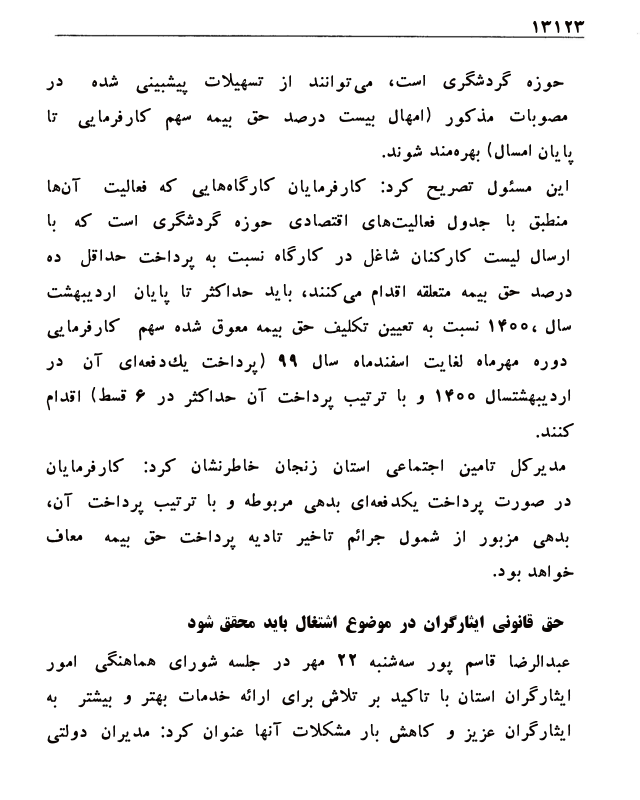 ۱۳۱۲۳
حوزه گردشگری است، می‌توانند از تسهیلات پیشبینی شده در
مصوبات مذکور (امهال بیست درصد حق بیمه سهم کارفرمایی تا
پایان امسال) بهره‌مند شوند.
این مسئول تصریح کرد: کارفرمایان کارگاه‌هایی که فعالیت آن‌ها
منطبق با جدول فعالیت‌های اقتصادی حوزه گردشگری است که با
ارسال لیست کارکنان شاغل در کارگاه نسبت به پرداخت حداقل ده
درصد حق بیمه متعلقه اقدام می‌کنند، باید حداکثر تا پایان اردیبهشت
سال ۱۴۰۰، نسبت به تعیین تکلیف حق بیمه معوق شده سهم کارفرمایی
دوره مهرماه لغایت اسفندماه سال ۹۹ (پرداخت یك‌دفعه‌ای آن در
اردیبهشتسال ۱۴۰۰ و با ترتیب پرداخت آن حداکثر در ۶ قسط) اقدام
کنند.
مدیرکل تامین اجتماعی استان زنجان خاطرنشان کرد: کارفرمایان
در صورت پرداخت یکدفعه‌ای بدهی مربوطه و با ترتیب پرداخت آن،
بدهی مزبور از شمول جرائم تاخیر تادیه پرداخت حق بیمه معاف
خواهد بود.
حق قانونی ایثارگران در موضوع اشتغال باید محقق شود
عبدالرضا قاسم پور سه‌شنبه ۲۲ مهر در جلسه شورای هماهنگی امور
ایثارگران استان با تاکید بر تلاش برای ارائه خدمات بهتر و بیشتر به
ایثارگران عزیز و کاهش بار مشکلات آنها عنوان کرد: مدیران دولتی